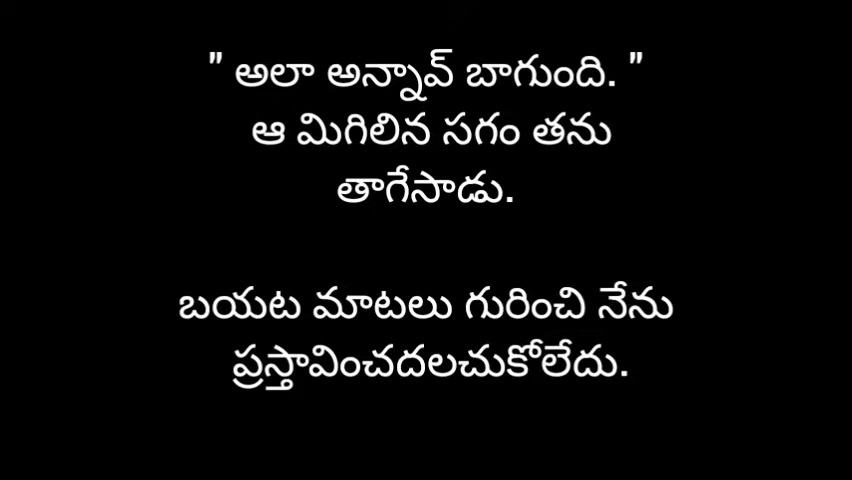 " అలా అన్నావ్ బాగుంది. "
ఆ మిగిలిన సగం తను
తాగేసాడు.
బయట మాటలు గురించి నేను
ప్రస్తావించదలచుకోలేదు.